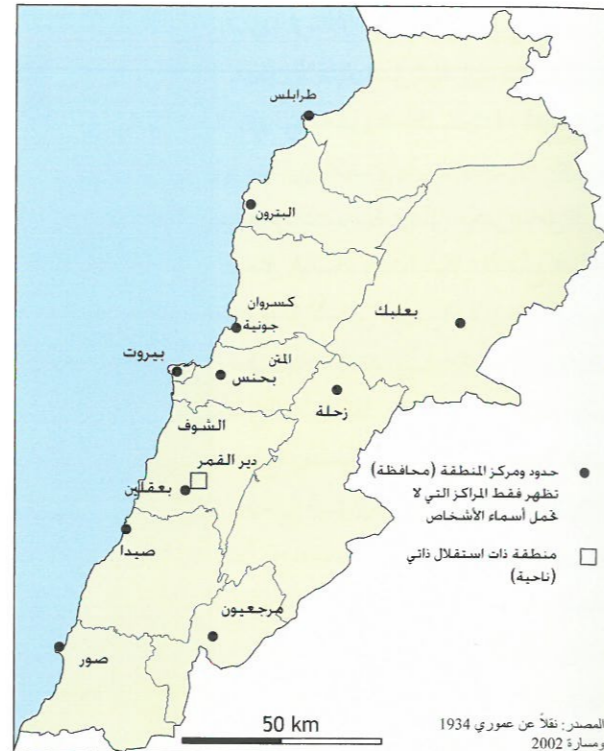 طرابلس
البترون
كسروان
جونية
بعلبك
المتن
بيروت
بحنس
زحلة
الشوف
دير القمر
بعقلين
صيدا
مرجعيون
صور
حدود ومركز المنطقة (محافظة)
تظهر فقط المراكز التي لا
تحمل أسماء الأشخاص
منطقة ذات استقلال ذاتي
(ناحية)
50 km
المصدر: نقلاً عن عموري 1934
ومسارة 2002